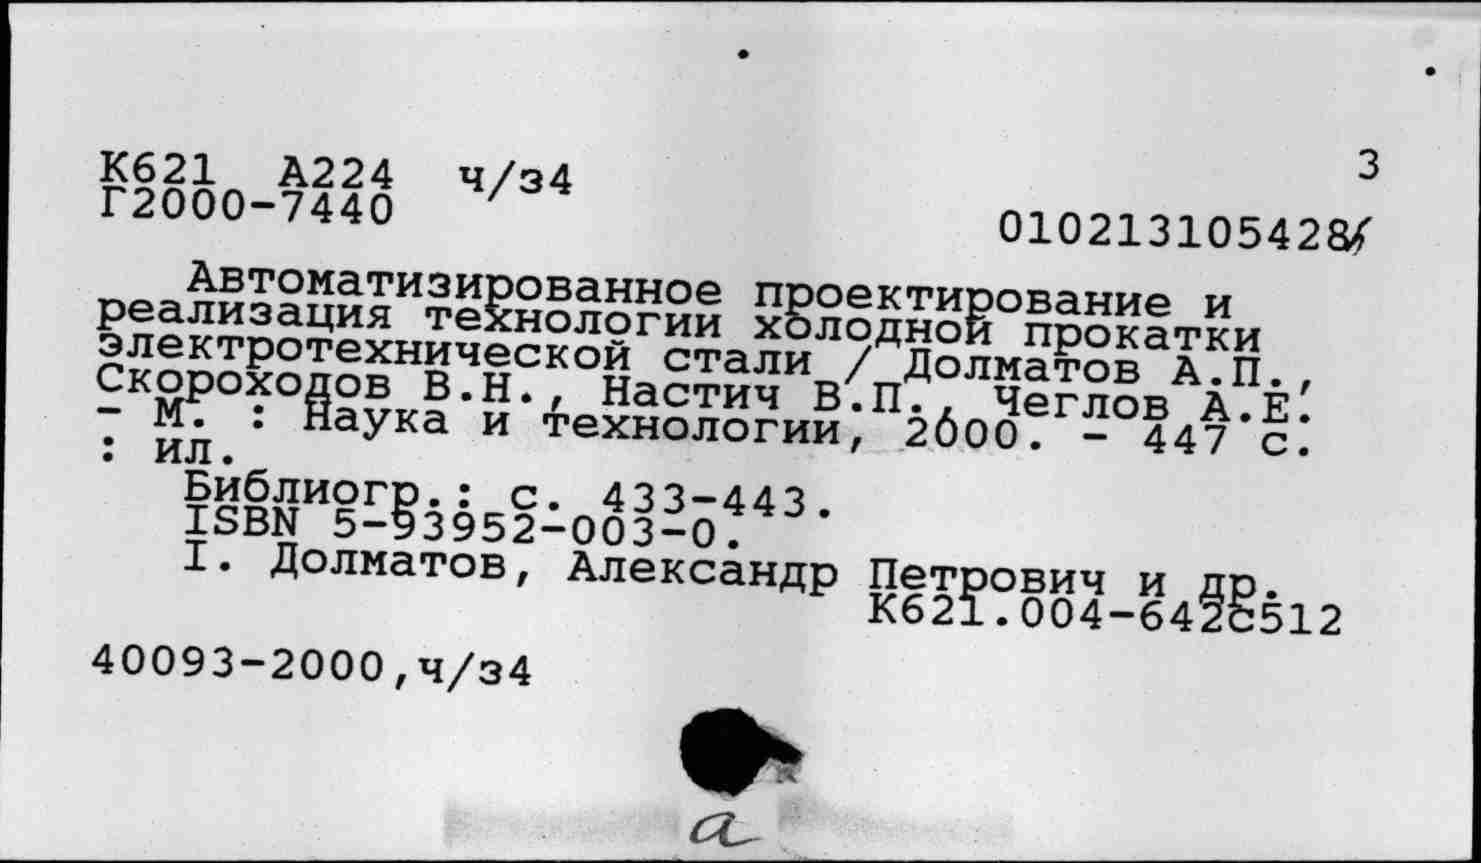 К621 А224 ч/з4 3
Г2000-7440
010213105428
Автоматизированное проектирование и
реализация технологии холодной прокатки
электротехнической стали / Долматов А.П.,
Скороходов В.Н., Настич В.П., Чеглов А.Е.
- М. : Наука и технологии, 2000. - 447 с.
: ил.
Библиогр.: с. 433-443.
ISBN 5-93952-003-0.
I. Долматов, Александр Петрович и др.
К621.004-642с512
40093-2000,ч/з4
а